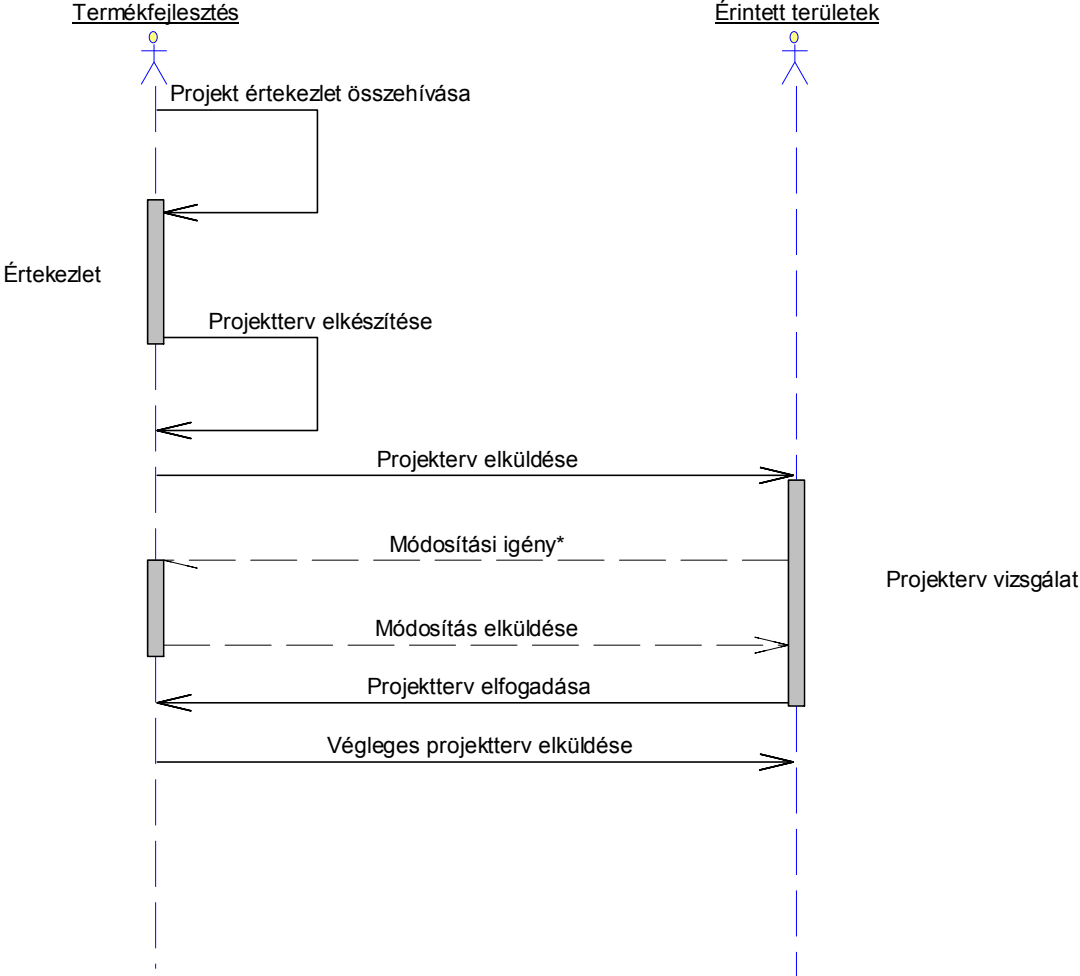 Termékfejlesztés
Érintett területek
Projekt értekezlet összehívása
Értekezlet
Projektterv elkészítése
Projekterv elküldése
Módosítási igény*
Projekterv vizsgálat
Módosítás elküldése
Projektterv elfogadása
Végleges projektterv elküldése